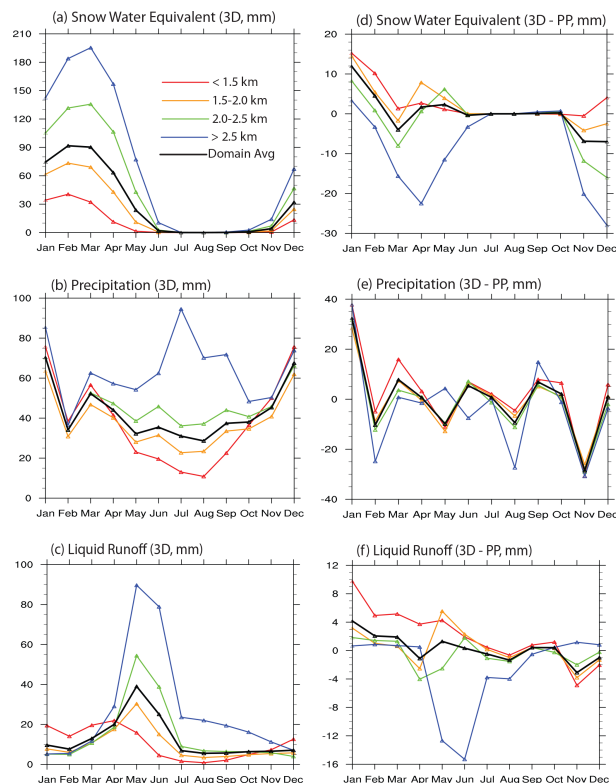 (a) Snow Water Equivalent (3D, mm)
210
180
150
120
90
60
30
0
< 1.5 km
1.5-2.0 km
2.0-2.5 km
> 2.5 km
Domain Avg
Jan Feb Mar Apr May Jun Jul Aug Sep Oct Nov Dec
(d) Snow Water Equivalent (3D - PP, mm)
20
10
0
-10
-20
-30
Jan Feb Mar Apr May Jun Jul Aug Sep Oct Nov Dec
(b) Precipitation (3D, mm)
100
80
60
40
20
0
Jan Feb Mar Apr May Jun Jul Aug Sep Oct Nov Dec
(e) Precipitation (3D - PP, mm)
40
20
0
-20
-40
Jan Feb Mar Apr May Jun Jul Aug Sep Oct Nov Dec
(c) Liquid Runoff (3D, mm)
100
80
60
40
20
0
Jan Feb Mar Apr May Jun Jul Aug Sep Oct Nov Dec
(f) Liquid Runoff (3D - PP, mm)
12
8
4
0
-4
-8
-12
-16
Jan Feb Mar Apr May Jun Jul Aug Sep Oct Nov Dec